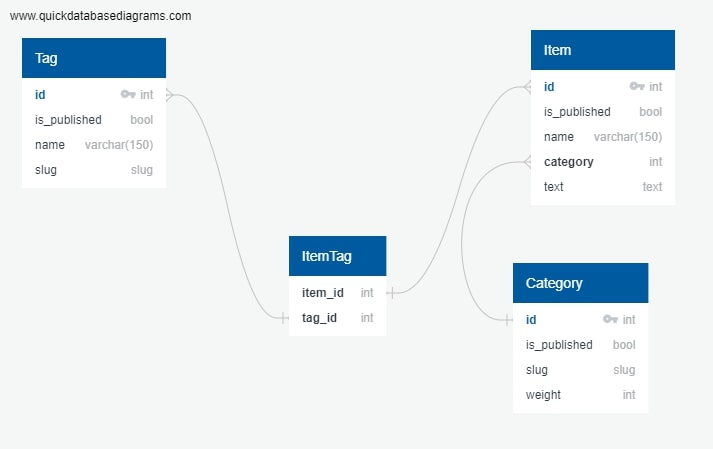 www.quickdatabasediagrams.com
Tag
id int
is_published bool
name varchar(150)
slug slug
Item
id int
is_published bool
name varchar(150)
category int
text text
ItemTag
item_id int
tag_id int
Category
id int
is_published bool
slug slug
weight int